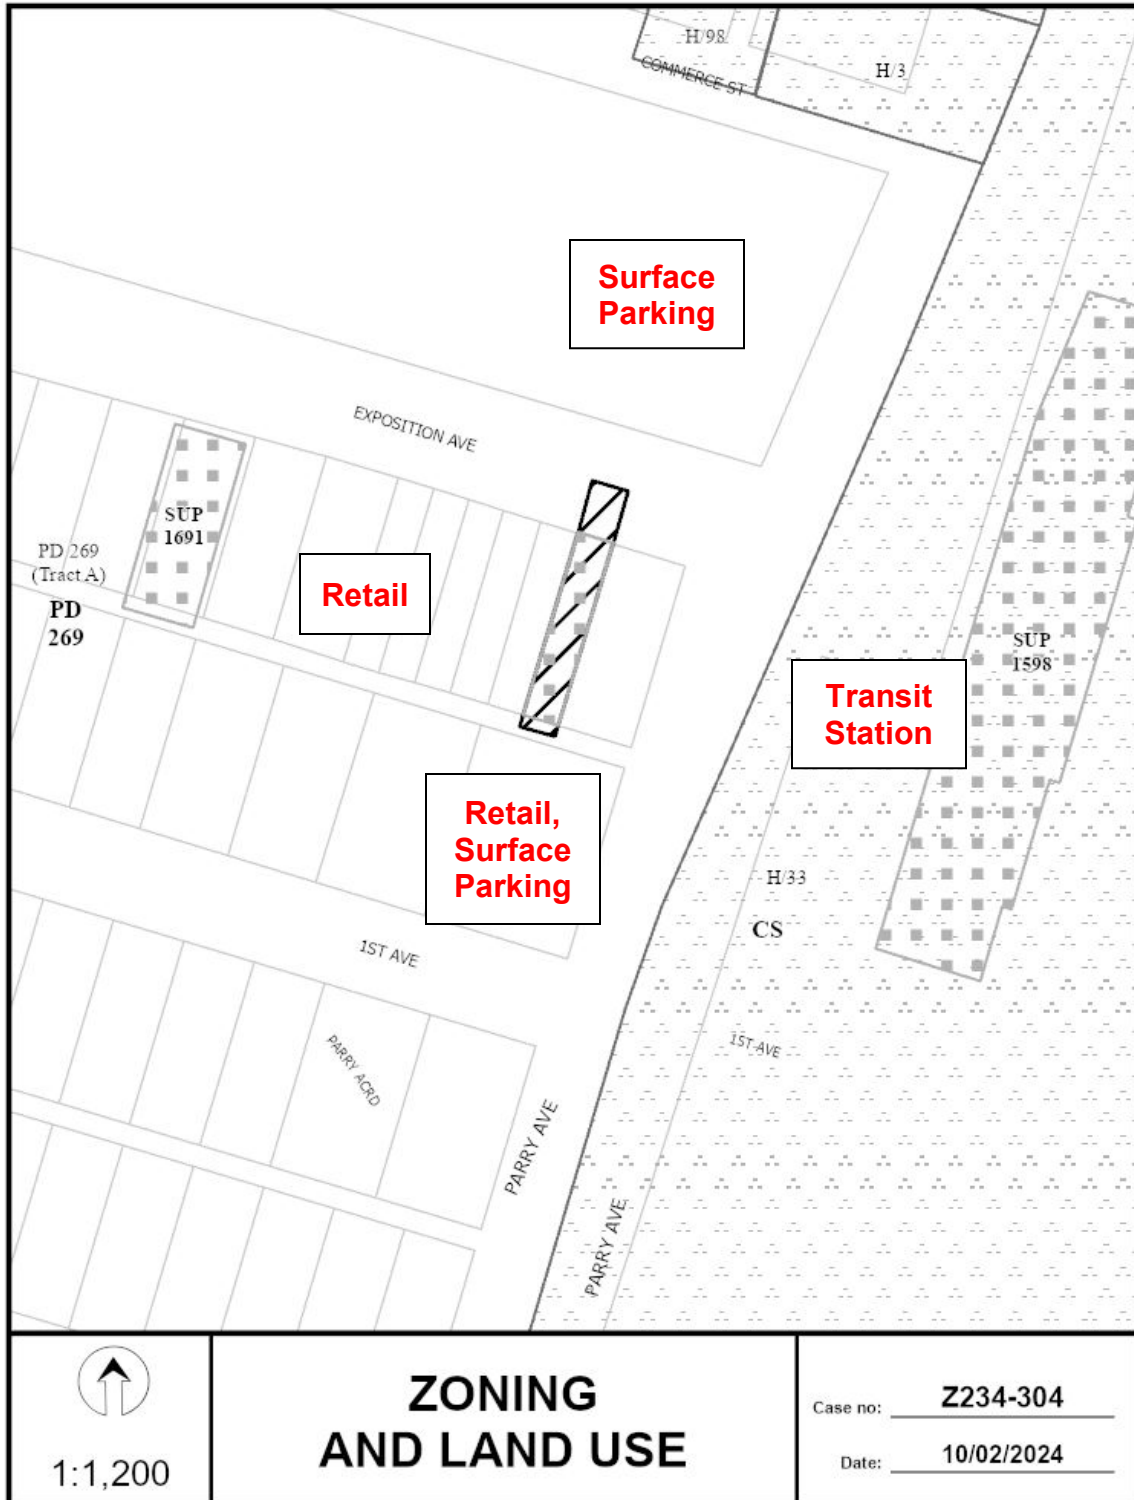 H/98
COMMERCE ST
H/3
Surface
Parking
EXPOSITION AVE
SUP
1691
PD 269
(Tract A)
PD
269
Retail
SUP
1598
Transit
Station
Retail,
Surface
Parking
H/33
CS
1ST AVE
1ST AVE
PARRY ACRD
PARRY AVE
PARRY AVE
1:1,200
ZONING
AND LAND USE
Case no: Z234-304
Date: 10/02/2024